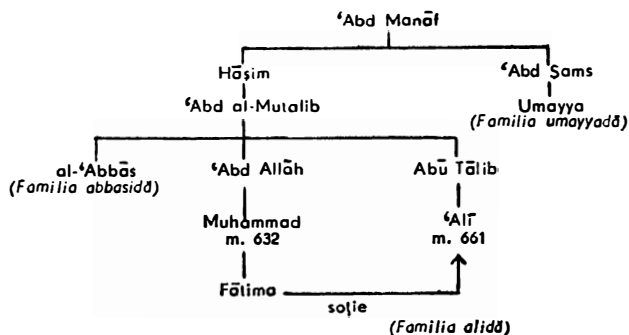 ʿAbd Manāf
Hāşim
ʿAbd Şams
ʿAbd al-Mutalib
Umayya
(Familia umayyadă)
al-ʿAbbās
(Familia abbasidă)
ʿAbd Allāh
Abū Tālib
Muhammad
m. 632
ʿAlī
m. 661
Fātima
soţie
(Familia alidă)